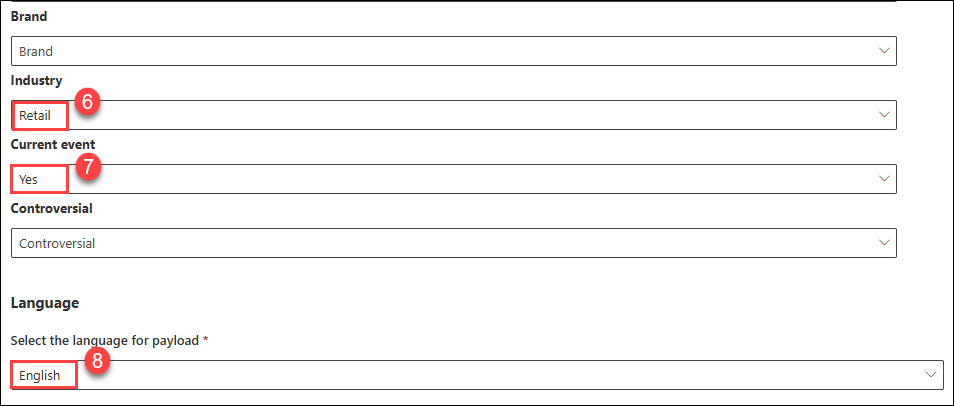 Brand
Brand
Industry
6
Retail
Current event
7
Yes
Controversial
Controversial
Language
Select the language for payload *
8
English